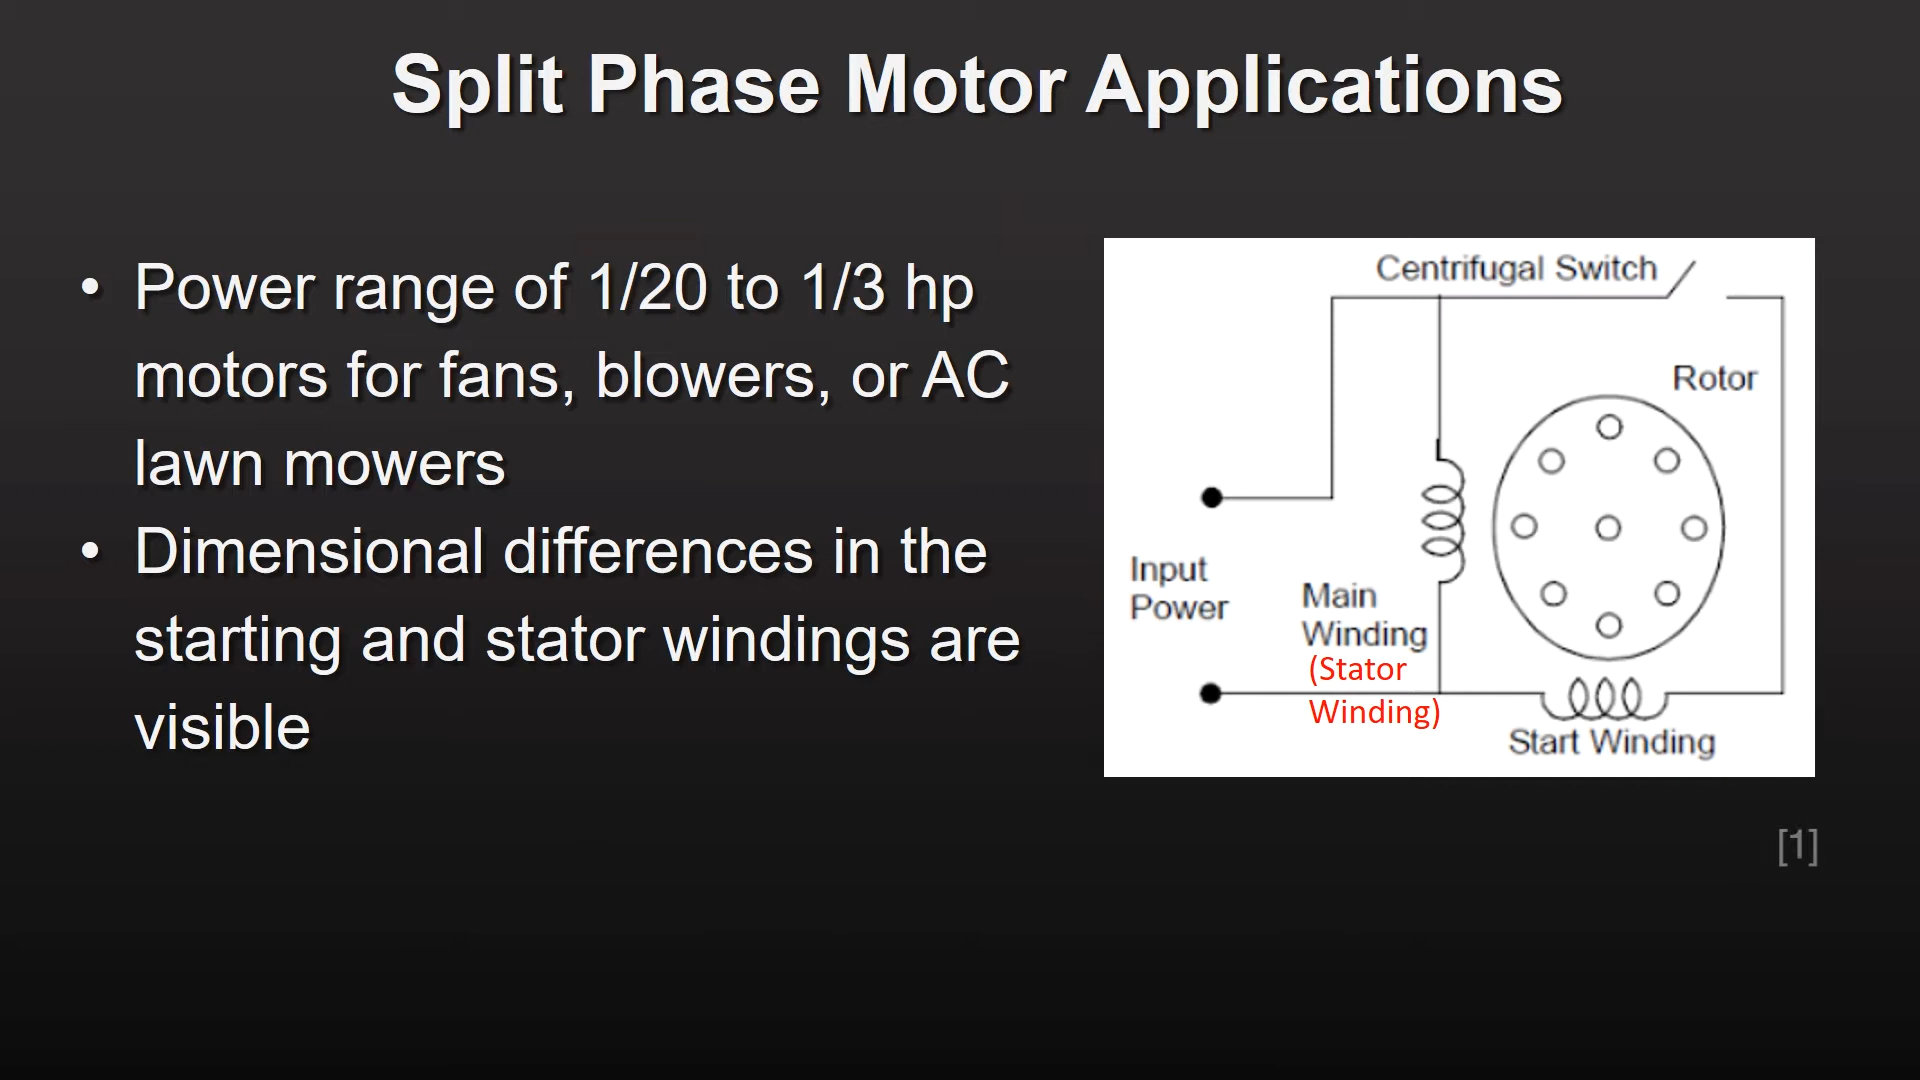 Split Phase Motor Applications
• Power range of 1/20 to 1/3 hp
motors for fans, blowers, or AC
lawn mowers
• Dimensional differences in the
starting and stator windings are
visible
Centrifugal Switch
Rotor
Input
Power
Main
Winding
(Stator
Winding)
Start Winding
[1]